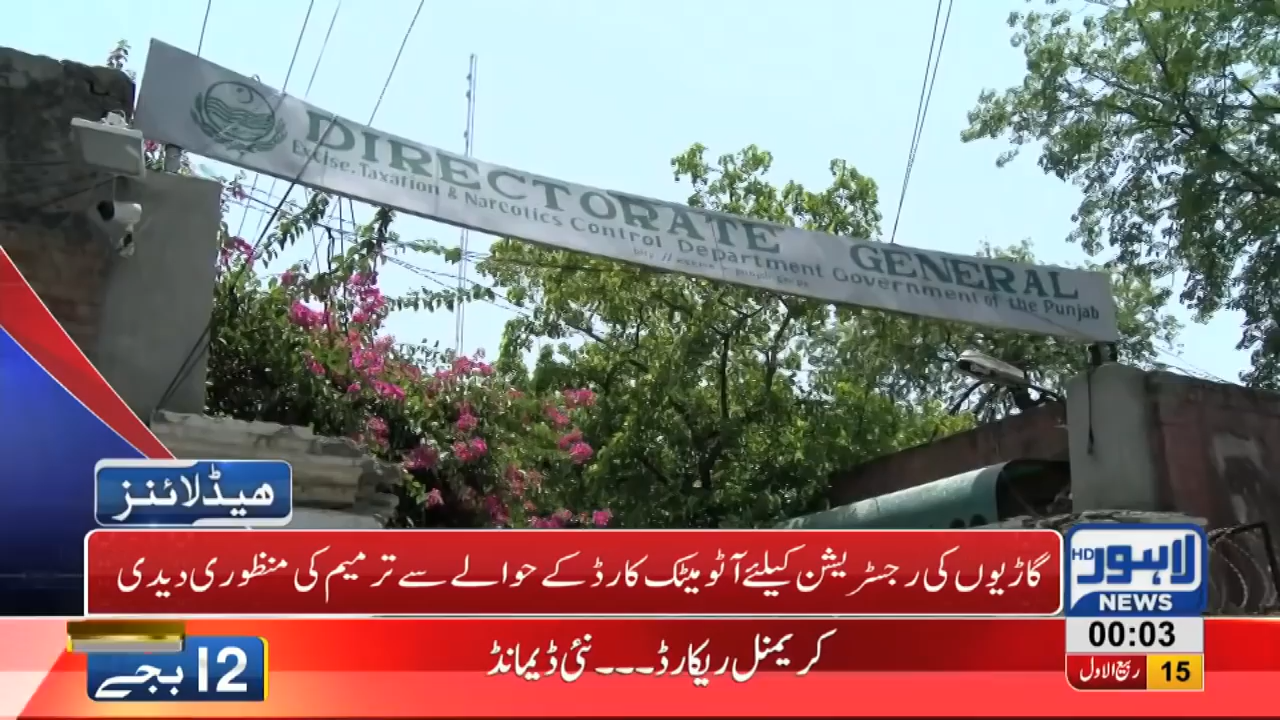 DIRECTORATE GENERAL
Excise, Taxation & Narcotics Control Department Government of the Punjab
ہیڈلائنز
گاڑیوں کی رجسٹریشن کیلئے آٹومیٹک کارڈ کے حوالے سے ترمیم کی منظوری دیدی
HD لاہور
NEWS
00:03
ربیع الاول 15
کریمنل ریکارڈ۔۔۔نئی ڈیمانڈ
12 بجے